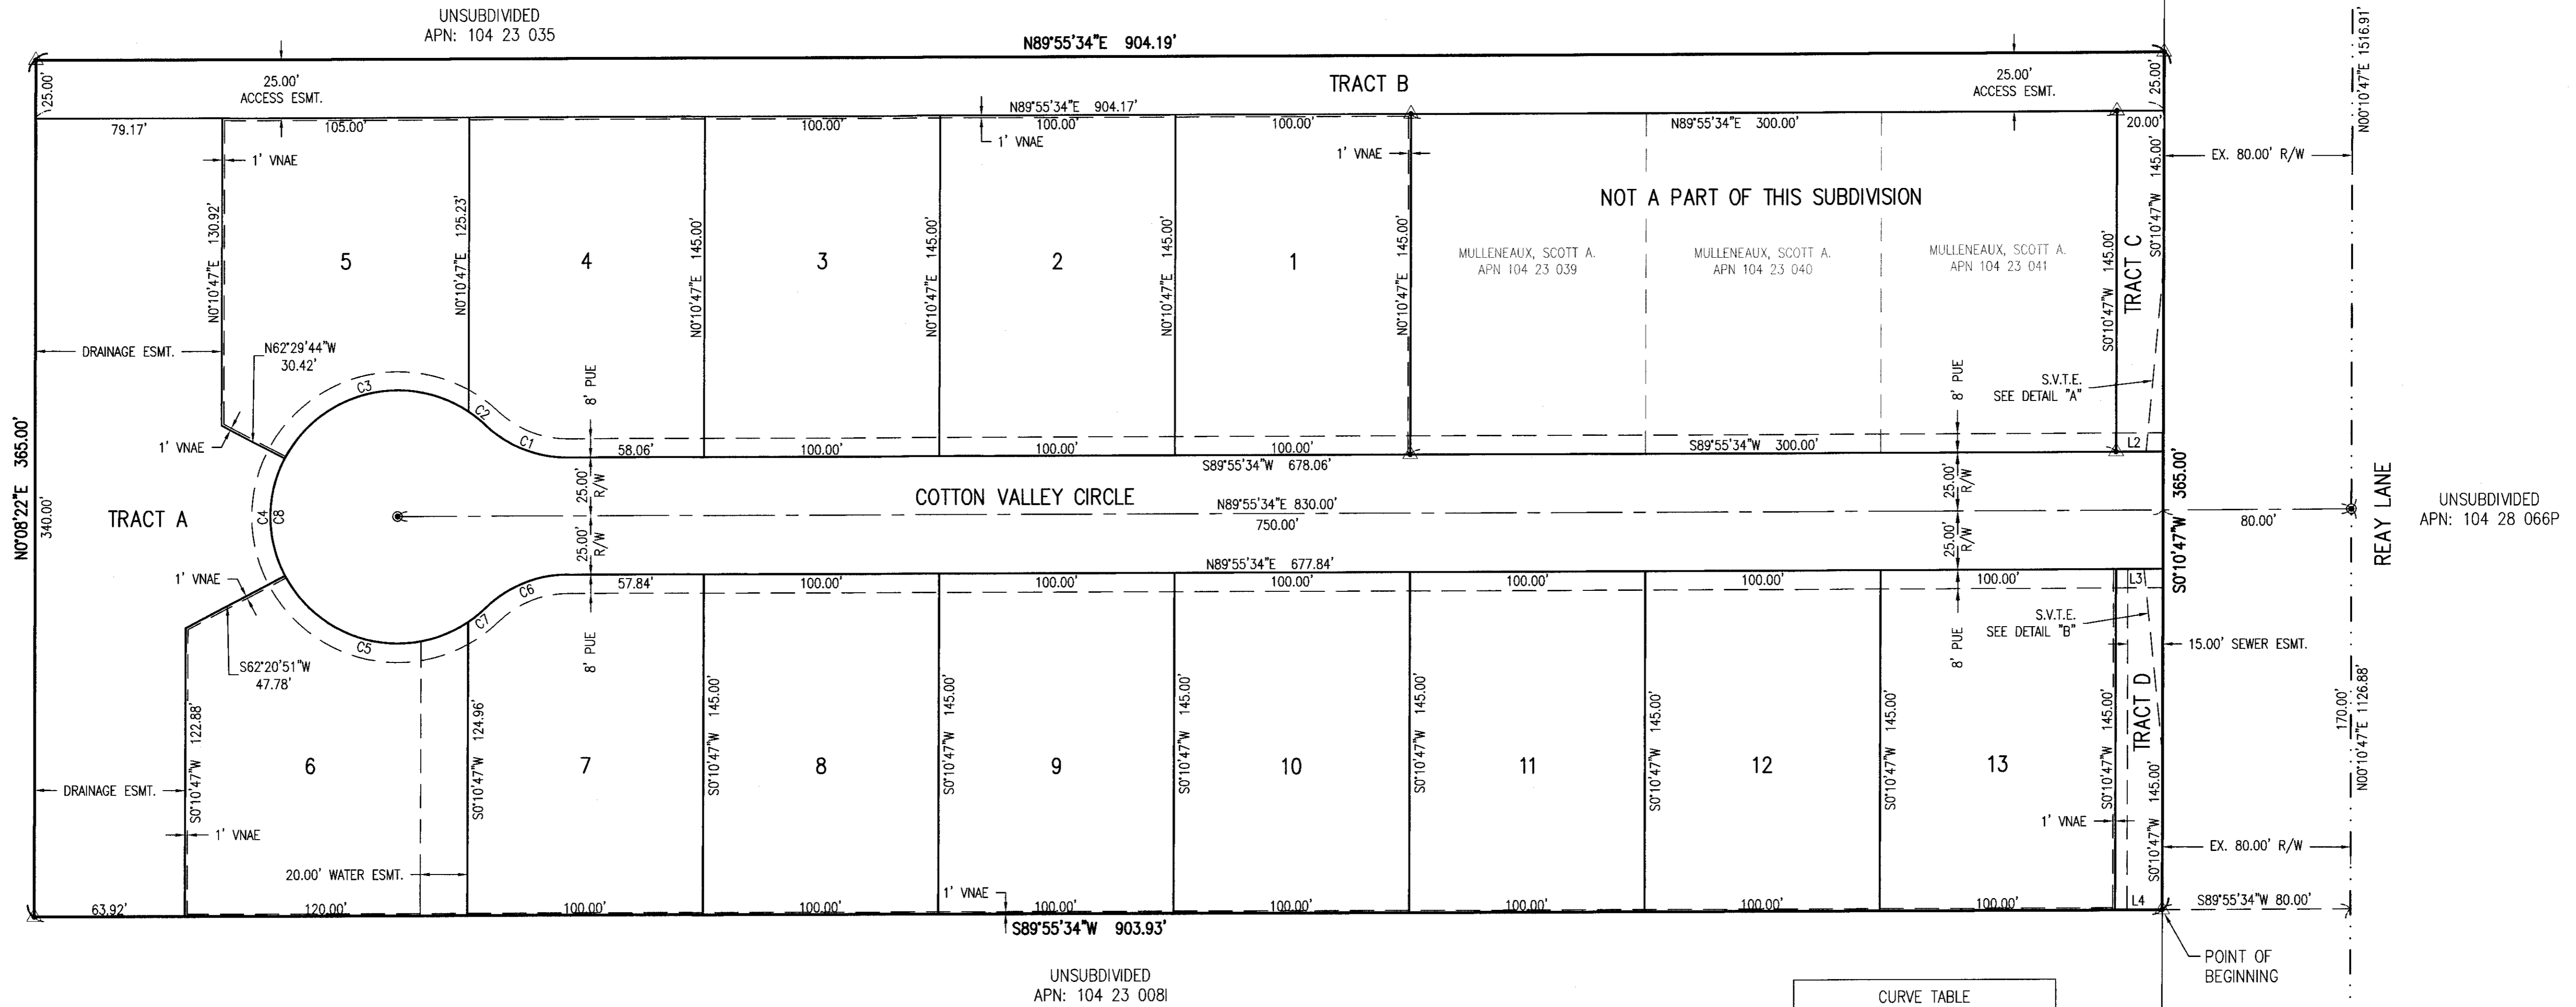 UNSUBDIVIDED
APN: 104 23 035
N89°55'34"E 904.19'
N00°10'47"E 1516.91'
25.00'
25.00'
ACCESS ESMT.
TRACT B
25.00'
ACCESS ESMT.
25.00'
79.17'
105.00'
N89°55'34"E 904.17'
100.00'
100.00'
100.00'
N89°55'34"E 300.00'
20.00'
1' VNAE
1' VNAE
1' VNAE
EX. 80.00' R/W
N0°10'47"E 130.92'
N0°10'47"E 125.23'
N0°10'47"E 145.00'
N0°10'47"E 145.00'
N0°10'47"E 145.00'
N0°10'47"E 145.00'
S0°10'47"W 145.00'
TRACT C
S0°10'47"W 145.00'
NOT A PART OF THIS SUBDIVISION
5
4
3
2
1
MULLENEAUX, SCOTT A.
APN 104 23 039
MULLENEAUX, SCOTT A.
APN 104 23 040
MULLENEAUX, SCOTT A.
APN 104 23 041
DRAINAGE ESMT.
N62°29'44"W
30.42'
C3
C2
C1
8' PUE
8' PUE
S.V.T.E.
SEE DETAIL "A"
1' VNAE
58.06'
100.00'
100.00'
100.00'
S89°55'34"W 300.00'
L2
S89°55'34"W 678.06'
N0°08'22"E 365.00'
340.00'
TRACT A
C4
C8
25.00'
R/W
25.00'
R/W
COTTON VALLEY CIRCLE
N89°55'34"E 830.00'
750.00'
25.00'
R/W
25.00'
R/W
S0°10'47"W 365.00'
80.00'
REAY LANE
UNSUBDIVIDED
APN: 104 28 066P
1' VNAE
N89°55'34"E 677.84'
57.84'
100.00'
100.00'
100.00'
100.00'
100.00'
100.00'
L3
C6
C7
C5
8' PUE
8' PUE
S.V.T.E.
SEE DETAIL "B"
15.00' SEWER ESMT.
S62°20'51"W
47.78'
S0°10'47"W 122.88'
S0°10'47"W 124.96'
S0°10'47"W 145.00'
S0°10'47"W 145.00'
S0°10'47"W 145.00'
S0°10'47"W 145.00'
S0°10'47"W 145.00'
S0°10'47"W 145.00'
S0°10'47"W 145.00'
TRACT D
S0°10'47"W 145.00'
170.00'
N00°10'47"E 1126.88'
6
7
8
9
10
11
12
13
DRAINAGE ESMT.
1' VNAE
1' VNAE
EX. 80.00' R/W
20.00' WATER ESMT.
1' VNAE
63.92'
120.00'
100.00'
100.00'
100.00'
100.00'
100.00'
100.00'
100.00'
L4
S89°55'34"W 80.00'
S89°55'34"W 903.93'
POINT OF
BEGINNING
UNSUBDIVIDED
APN: 104 23 008I
CURVE TABLE